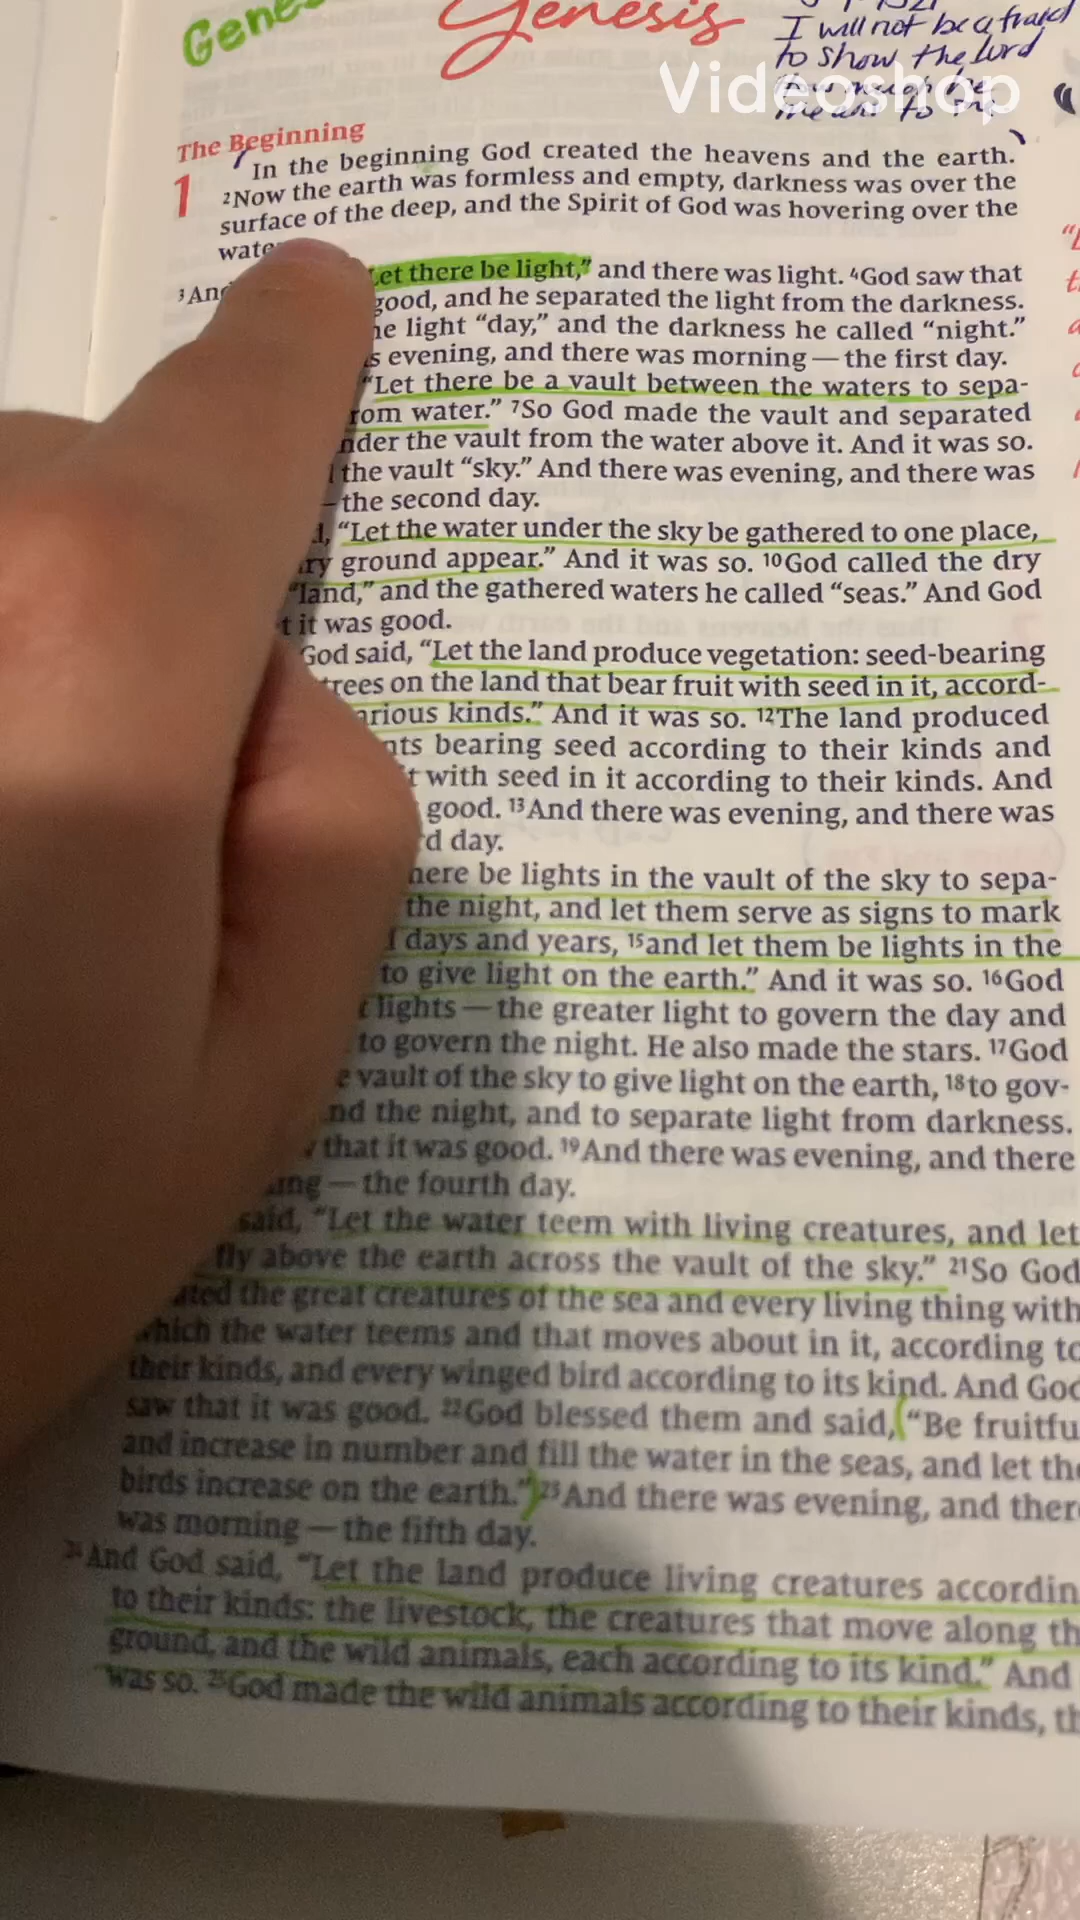 Genesis
I will not be afraid
to show the lord
how much he
means to me
Videoshop
The Beginning
1 In the beginning God created the heavens and the earth.
2Now the earth was formless and empty, darkness was over the
surface of the deep, and the Spirit of God was hovering over the
3And "Let there be light," and there was light. 4God saw that
good, and he separated the light from the darkness.
light "day," and the darkness he called "night."
evening, and there was morning — the first day.
"Let there be a vault between the waters to sepa-
water." 7So God made the vault and separated
the vault from the water above it. And it was so.
the vault "sky." And there was evening, and there was
— the second day.
"Let the water under the sky be gathered to one place,
ground appear." And it was so. 10God called the dry
"land," and the gathered waters he called "seas." And God
it was good.
God said, "Let the land produce vegetation: seed-bearing
trees on the land that bear fruit with seed in it, accord-
kinds." And it was so. 12The land produced
bearing seed according to their kinds and
with seed in it according to their kinds. And
good. 13And there was evening, and there was
day.
be lights in the vault of the sky to sepa-
the night, and let them serve as signs to mark
days and years, 15and let them be lights in the
to give light on the earth." And it was so. 16God
lights — the greater light to govern the day and
to govern the night. He also made the stars. 17God
vault of the sky to give light on the earth, 18to gov-
the night, and to separate light from darkness.
that it was good. 19And there was evening, and there
— the fourth day.
said, "Let the water teem with living creatures, and let
fly above the earth across the vault of the sky." 21So God
the great creatures of the sea and every living thing with
which the water teems and that moves about in it, according to
their kinds, and every winged bird according to its kind. And God
saw that it was good. 22God blessed them and said, "Be fruitfu
and increase in number and fill the water in the seas, and let the
birds increase on the earth." 23And there was evening, and there
was morning — the fifth day.
24And God said, "Let the land produce living creatures accordin
to their kinds: the livestock, the creatures that move along th
ground, and the wild animals, each according to its kind." And
was so. 25God made the wild animals according to their kinds, th